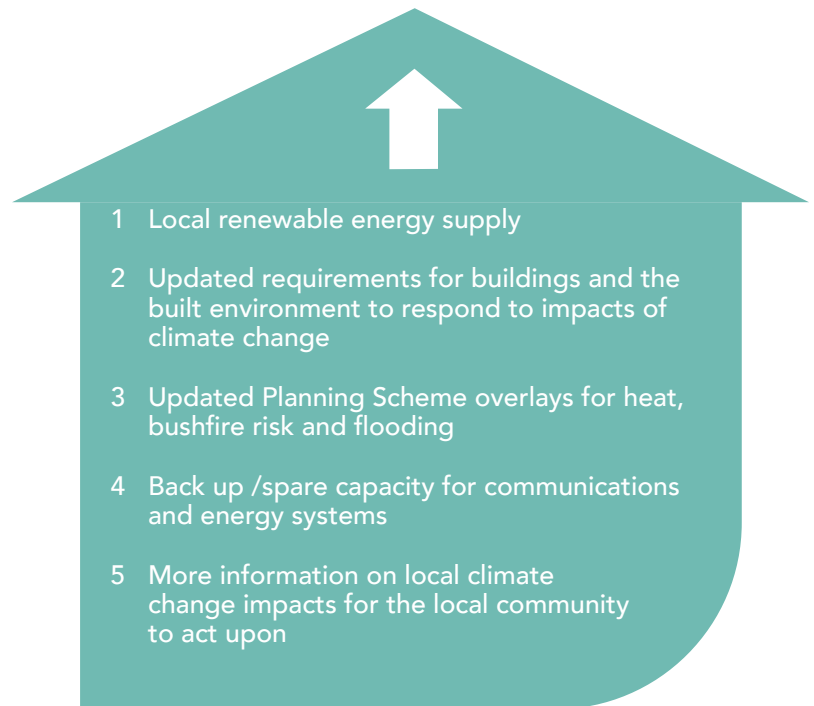 1 Local renewable energy supply
2 Updated requirements for buildings and the
built environment to respond to impacts of
climate change
3 Updated Planning Scheme overlays for heat,
bushfire risk and flooding
4 Back up /spare capacity for communications
and energy systems
5 More information on local climate
change impacts for the local community
to act upon